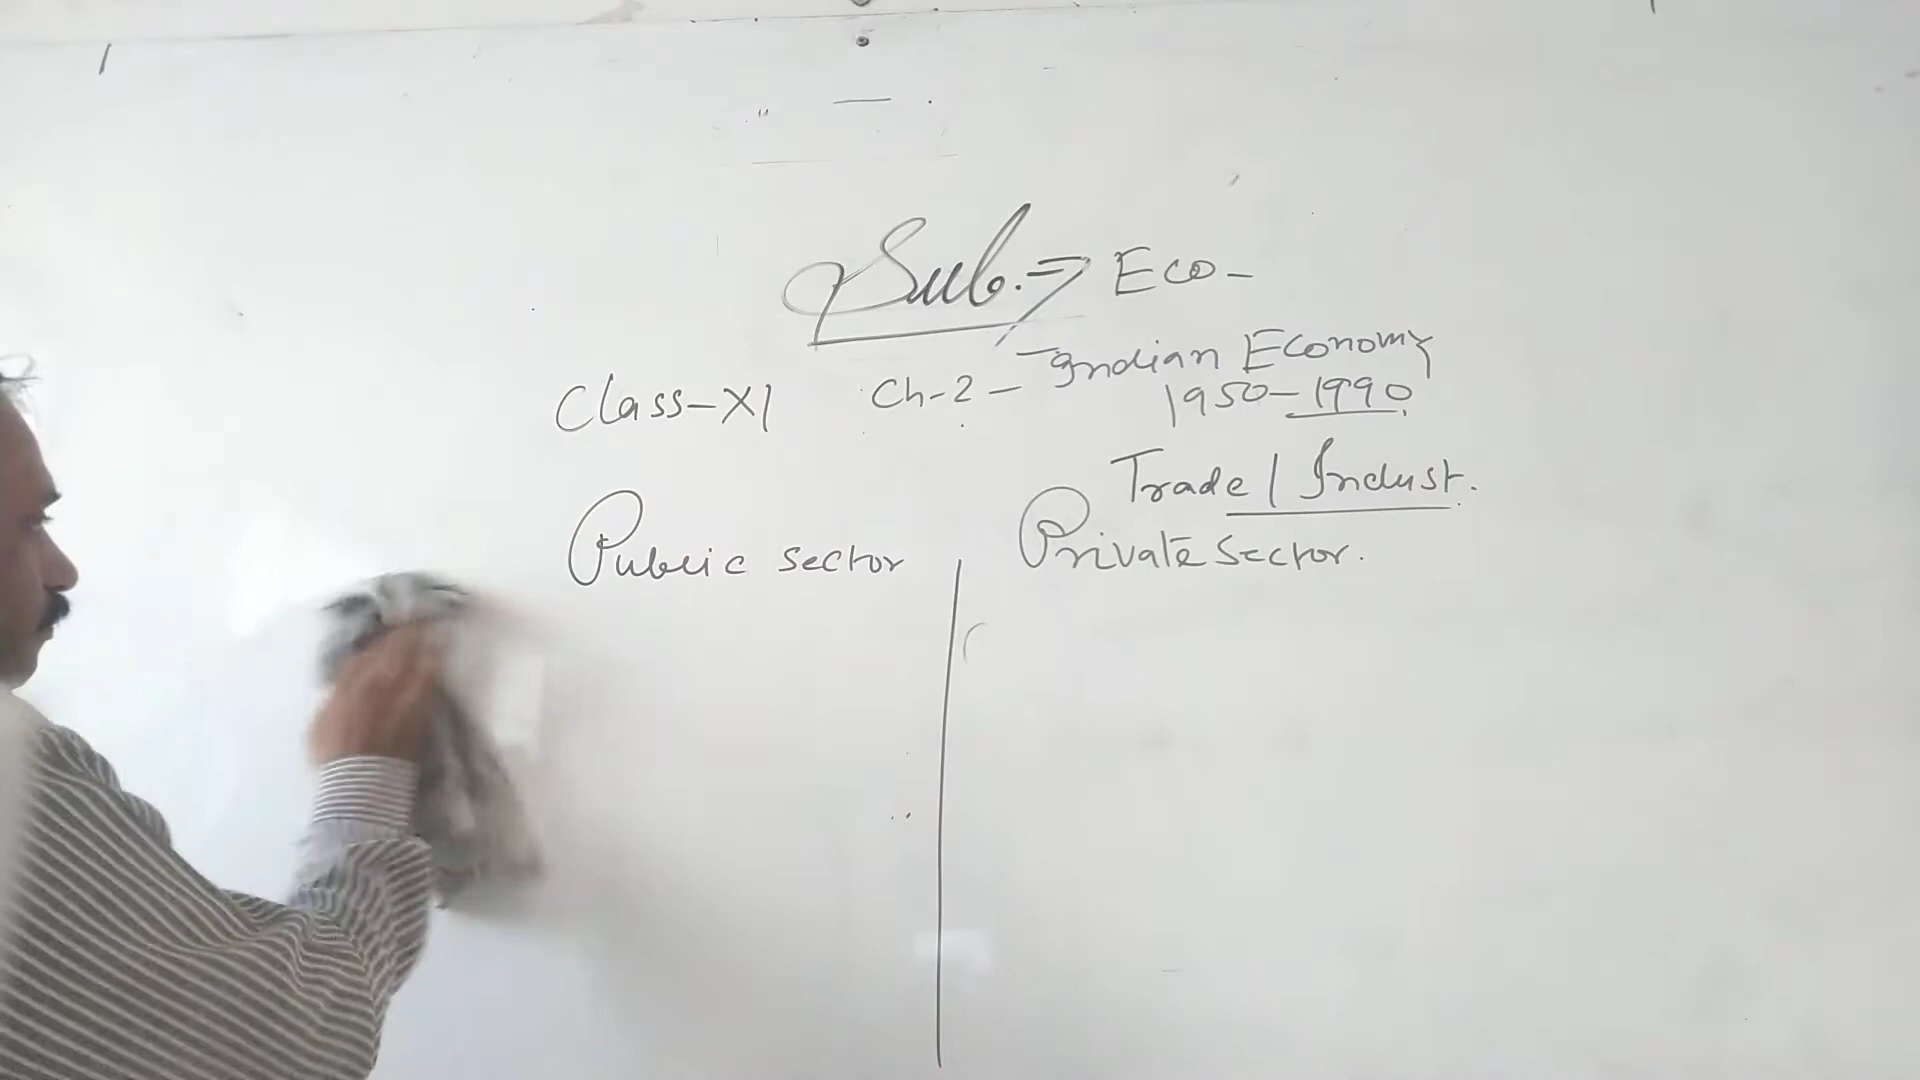 Sub. => Eco-
Class-XI Ch-2- Indian Economy
1950-1990
Trade / Indust.
Public sector Private Sector.